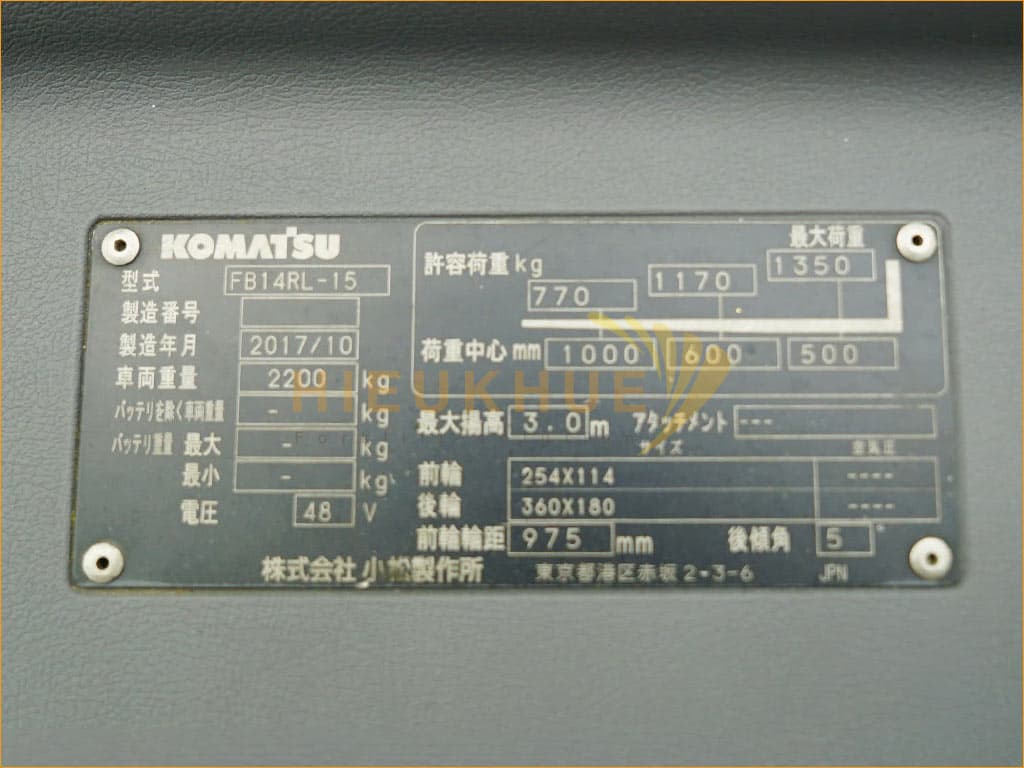 KOMATSU
型式 FB14RL-15
製造番号
製造年月 2017/10
車両重量 2200 kg
バッテリを除く車両重量 - kg
バッテリ重量 最大 - kg
最小 - kg
電圧 48 V
最大荷重
許容荷重 kg 770 1170 1350
荷重中心 mm 1000 600 500
最大揚高 3.0 m アタッチメント ---
サイズ 空気圧
前輪 254X114 ----
後輪 360X180 ----
前輪輪距 975 mm 後傾角 5 °
株式会社 小松製作所 東京都港区赤坂2-3-6 JPN
HIEUKHUE